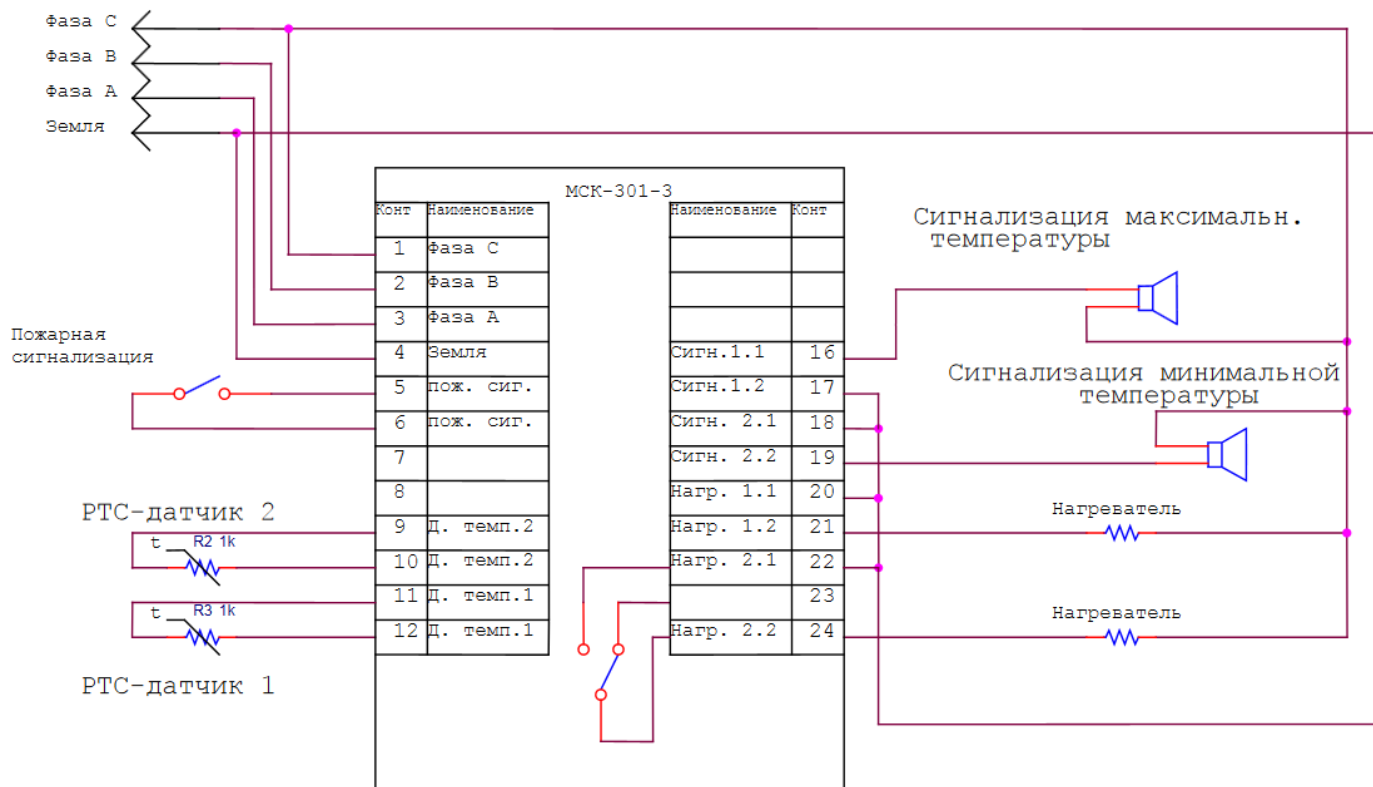 Фаза C
Фаза B
Фаза A
Земля
МСК-301-3
Конт Наименование
Наименование Конт
1 Фаза C
2 Фаза B
3 Фаза A
4 Земля
5 пож. сиг.
6 пож. сиг.
7
8
9 Д. темп.2
10 Д. темп.2
11 Д. темп.1
12 Д. темп.1
Сигн.1.1 16
Сигн.1.2 17
Сигн. 2.1 18
Сигн. 2.2 19
Нагр. 1.1 20
Нагр. 1.2 21
Нагр. 2.1 22
23
Нагр. 2.2 24
Пожарная
сигнализация
PTC-датчик 2
t R2 1k
t R3 1k
PTC-датчик 1
Сигнализация максимальн.
температуры
Сигнализация минимальной
температуры
Нагреватель
Нагреватель